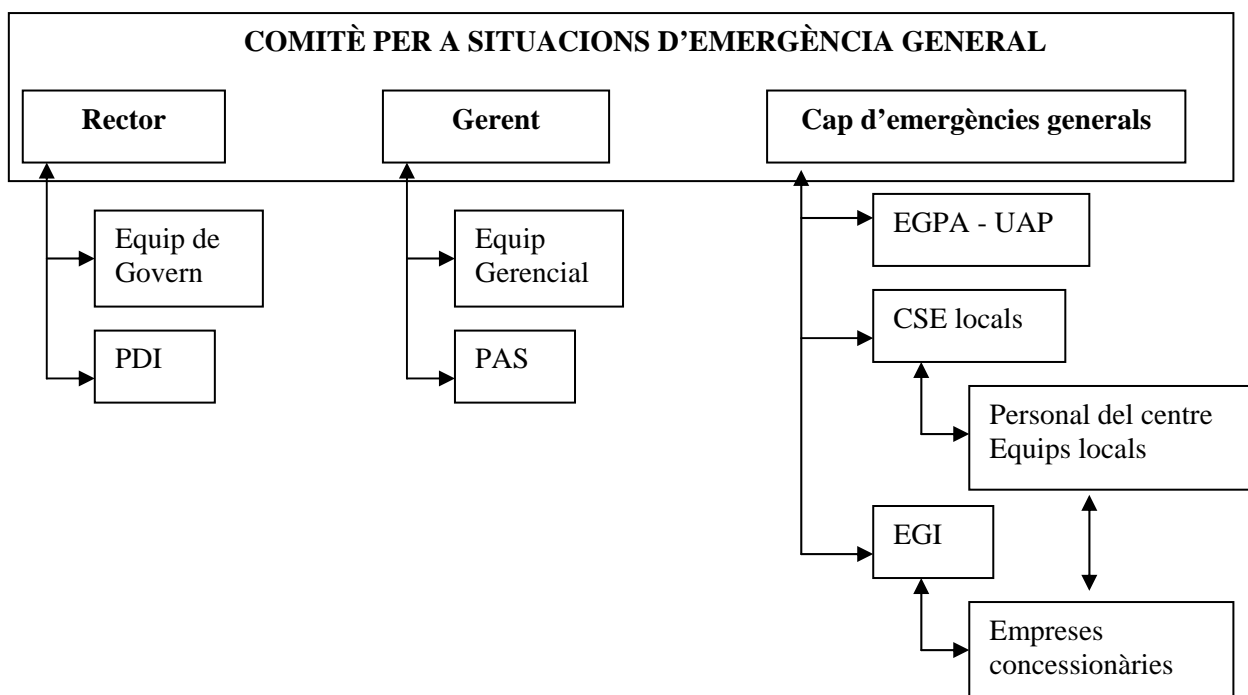 COMITÈ PER A SITUACIONS D’EMERGÈNCIA GENERAL
Rector
Gerent
Cap d’emergències generals
Equip de
Govern
PDI
Equip
Gerencial
PAS
EGPA - UAP
CSE locals
Personal del centre
Equips locals
EGI
Empreses
concessionàries